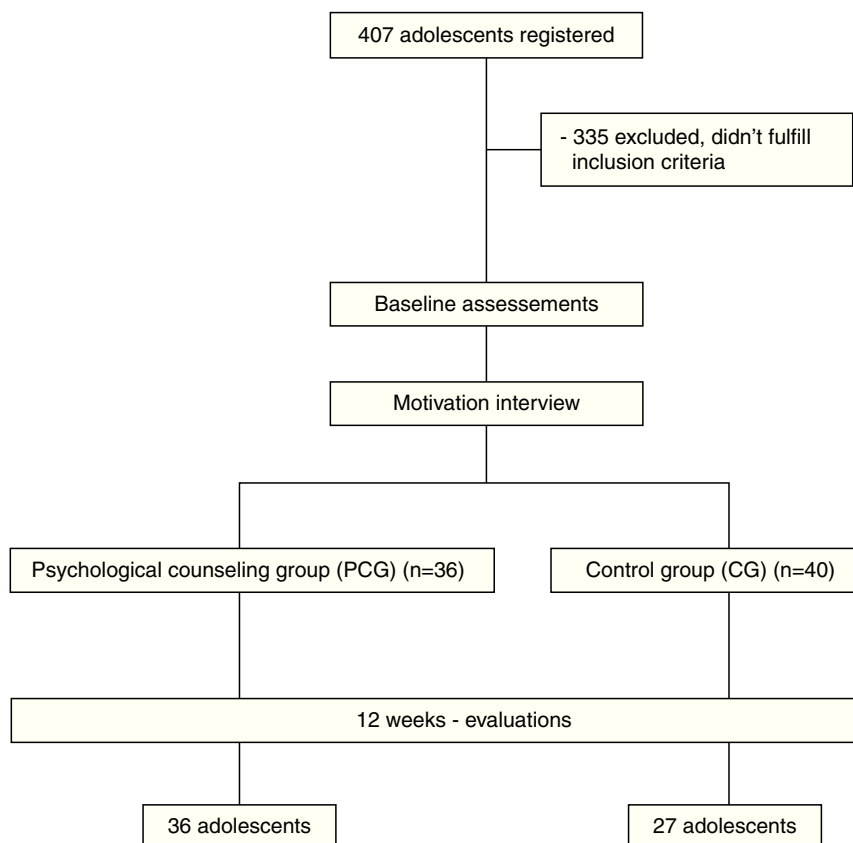 407 adolescents registered
- 335 excluded, didn’t fulfill
inclusion criteria
Baseline assessements
Motivation interview
Psychological counseling group (PCG) (n=36)
Control group (CG) (n=40)
12 weeks - evaluations
36 adolescents
27 adolescents